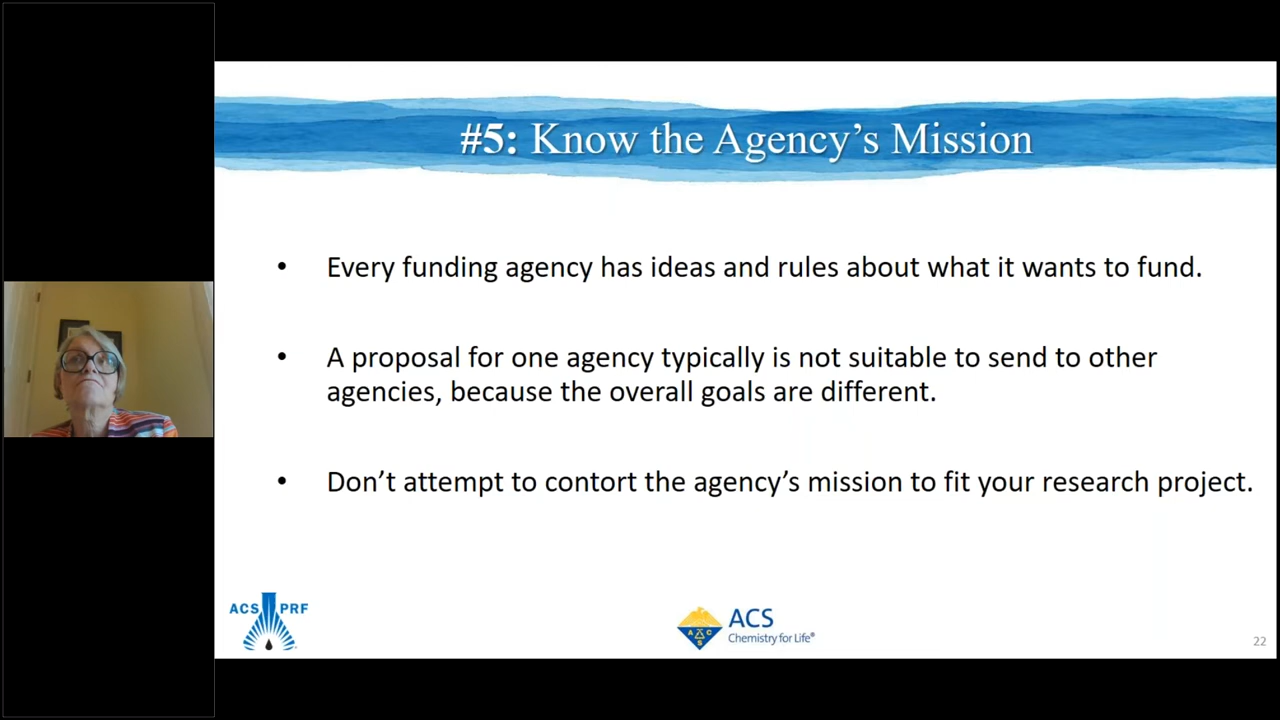 #5: Know the Agency’s Mission
• Every funding agency has ideas and rules about what it wants to fund.
• A proposal for one agency typically is not suitable to send to other
agencies, because the overall goals are different.
• Don’t attempt to contort the agency’s mission to fit your research project.
ACS PRF
A C S
ACS
Chemistry for Life®
22